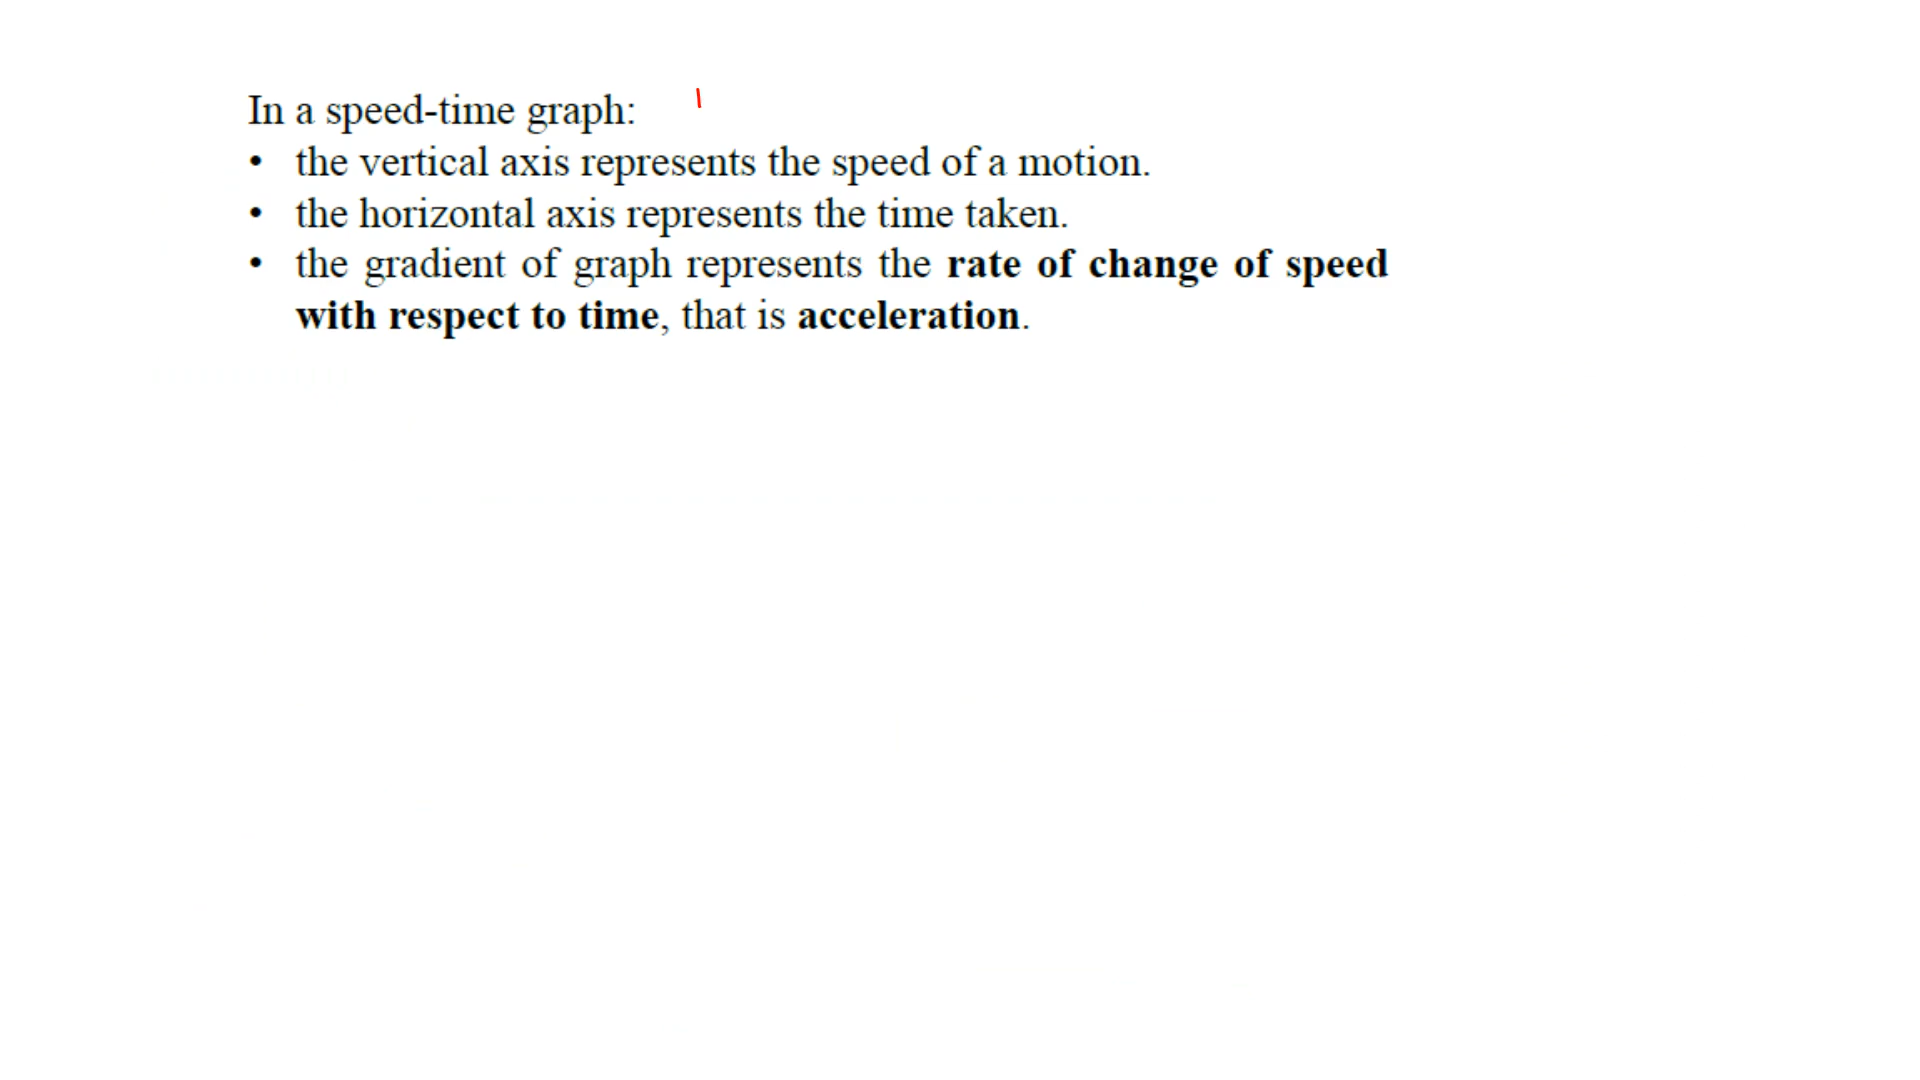 In a speed-time graph:
• the vertical axis represents the speed of a motion.
• the horizontal axis represents the time taken.
• the gradient of graph represents the rate of change of speed
with respect to time, that is acceleration.